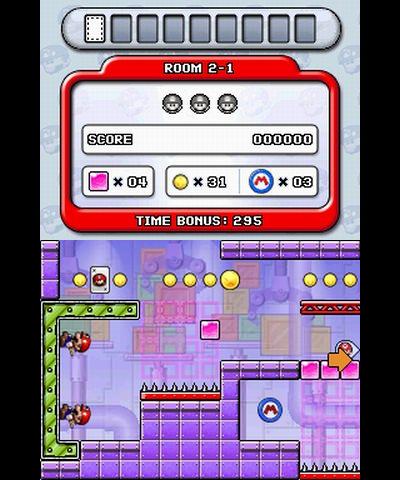 ROOM 2-1
SCORE 000000
× 04 × 31 × 03
TIME BONUS: 295
M